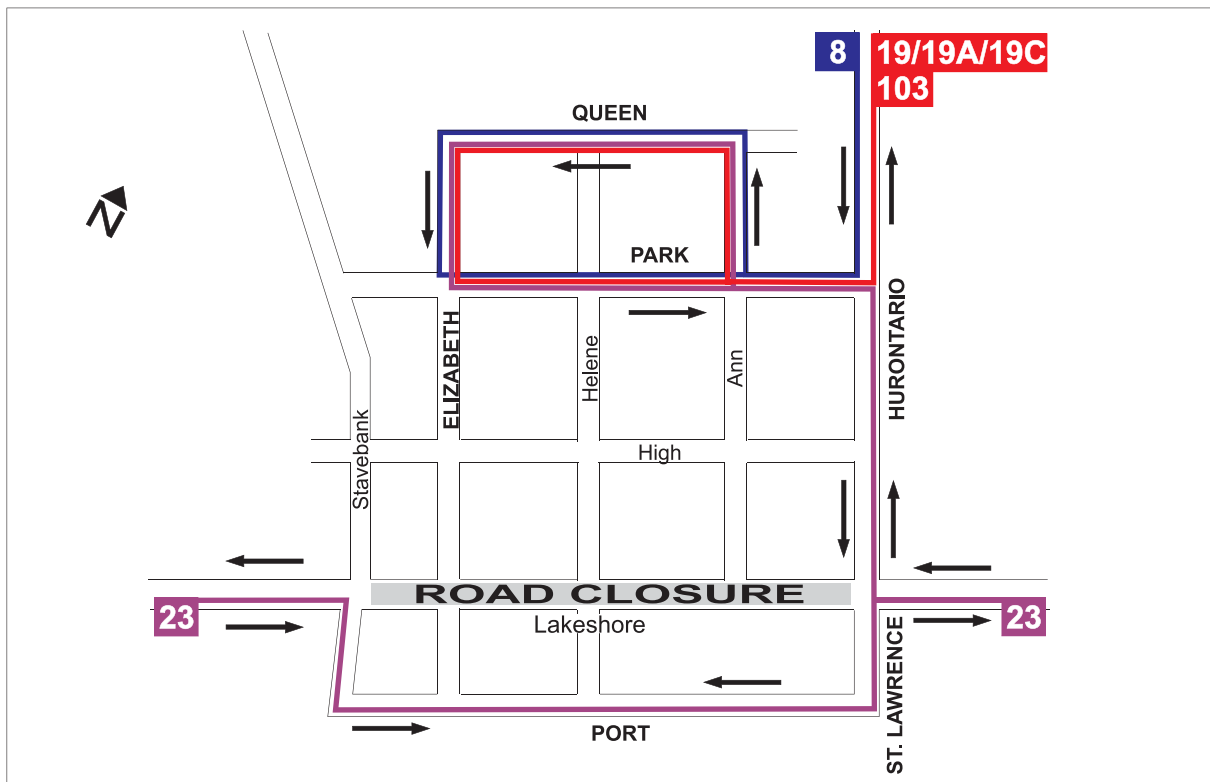 8
19/19A/19C
103
QUEEN
N
PARK
ELIZABETH
Helene
Ann
HURONTARIO
Stavebank
High
ROAD CLOSURE
23
Lakeshore
23
ST. LAWRENCE
PORT